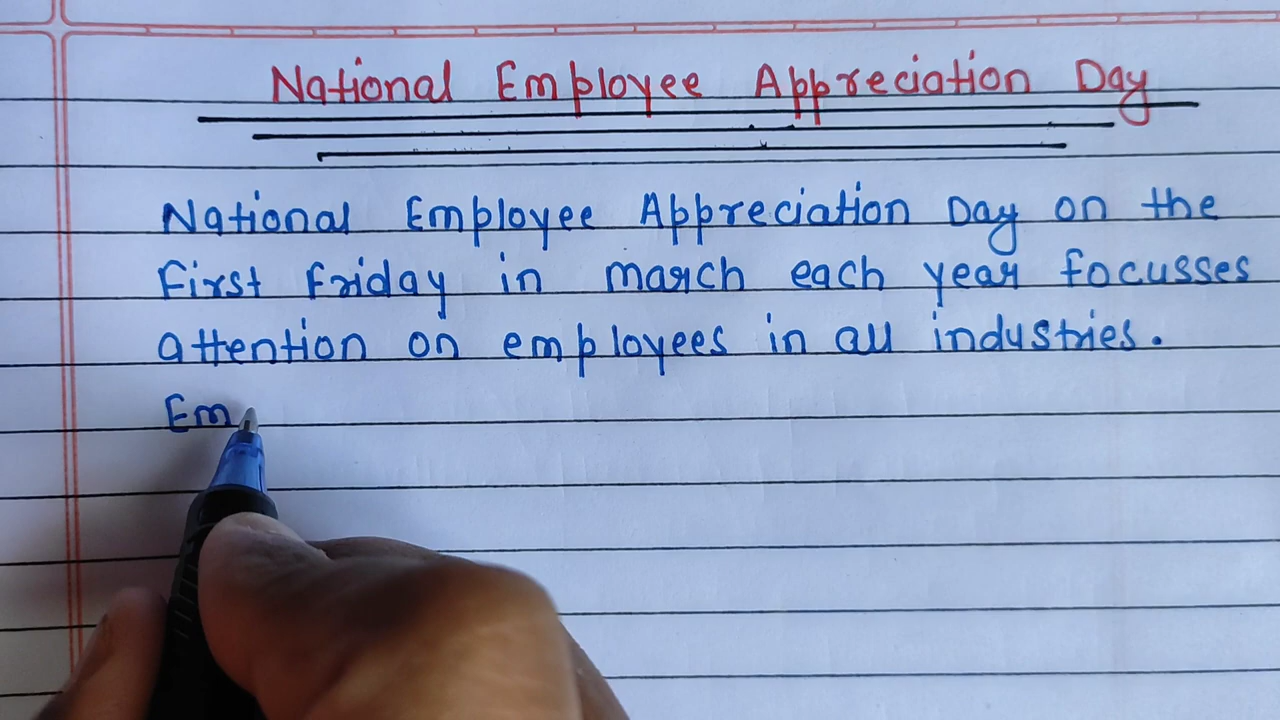 National Employee Appreciation Day
National Employee Appreciation Day on the
First Friday in march each year focusses
attention on employees in all industries.
Em